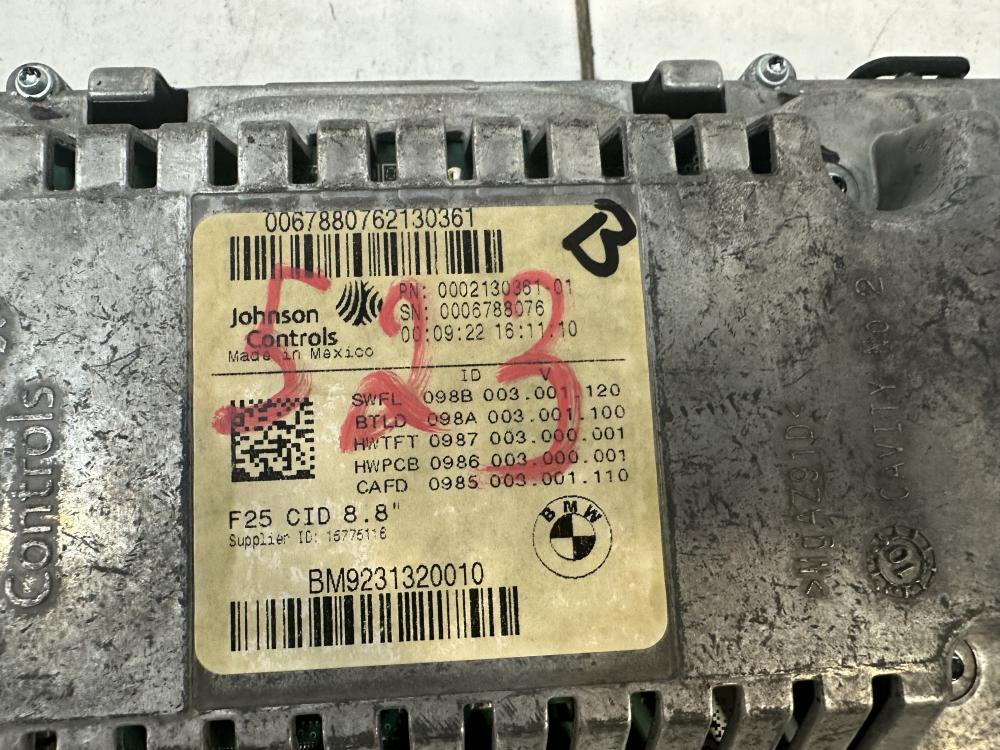 0067880762130361
B
PN: 0002130361 01
SN: 0006788076
00:09:22 16:11:10
Johnson
Controls
Made in Mexico
523
ID V
SWFL 098B 003.001.120
BTLD 098A 003.001.100
HWTFT 0987 003.000.001
HWPCB 0986 003.000.001
CAFD 0985 003.001.110
F25 CID 8.8"
Supplier ID: 15775116
BMW
BM9231320010
Controls
>MgAZ91D<
CAVITY No 2